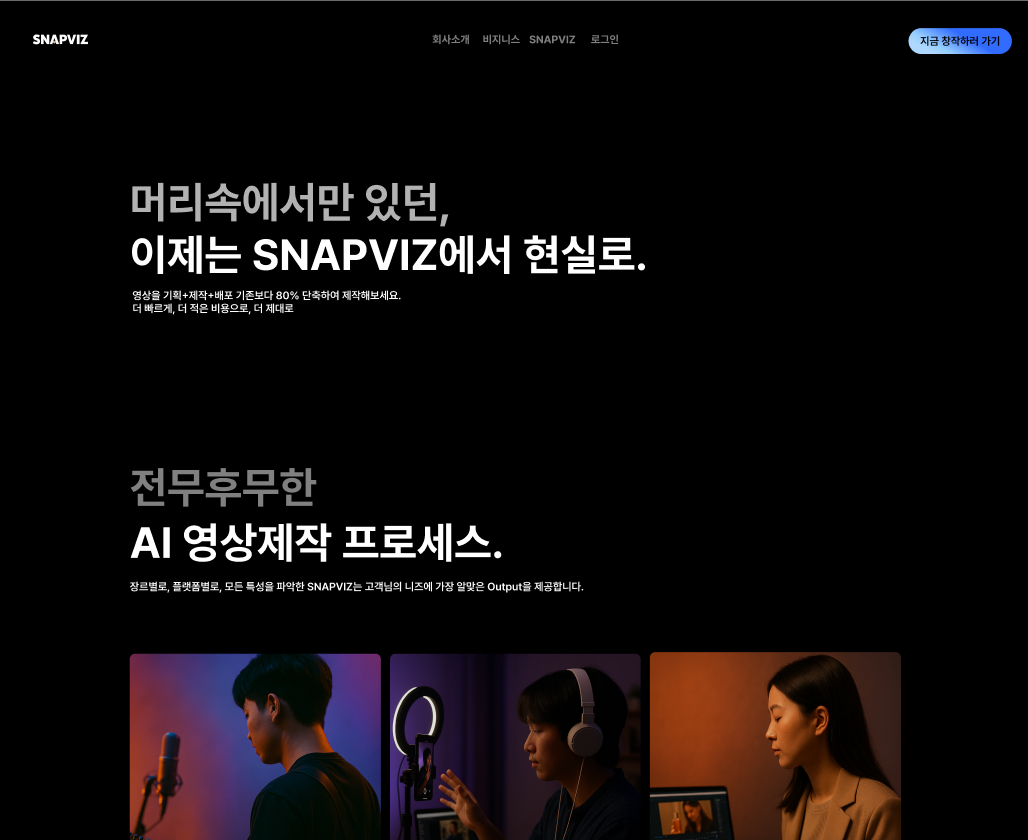 SNAPVIZ
회사소개 비지니스 SNAPVIZ 로그인
지금 창작하러 가기
머리속에서만 있던,
이제는 SNAPVIZ에서 현실로.
영상을 기획+제작+배포 기존보다 80% 단축하여 제작해보세요.
더 빠르게, 더 적은 비용으로, 더 제대로
전무후무한
AI 영상제작 프로세스.
장르별로, 플랫폼별로, 모든 특성을 파악한 SNAPVIZ는 고객님의 니즈에 가장 알맞은 Output을 제공합니다.